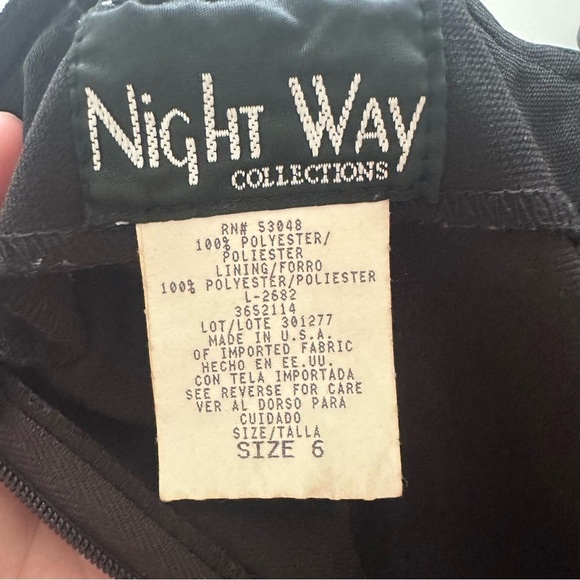 Night Way
COLLECTIONS
RN# 53048
100% POLYESTER/
POLIESTER
LINING/FORRO
100% POLYESTER/POLIESTER
L-2682
3652114
LOT/LOTE 301277
MADE IN U.S.A.
OF IMPORTED FABRIC
HECHO EN EE.UU.
CON TELA IMPORTADA
SEE REVERSE FOR CARE
VER AL DORSO PARA
CUIDADO
SIZE/TALLA
SIZE 6